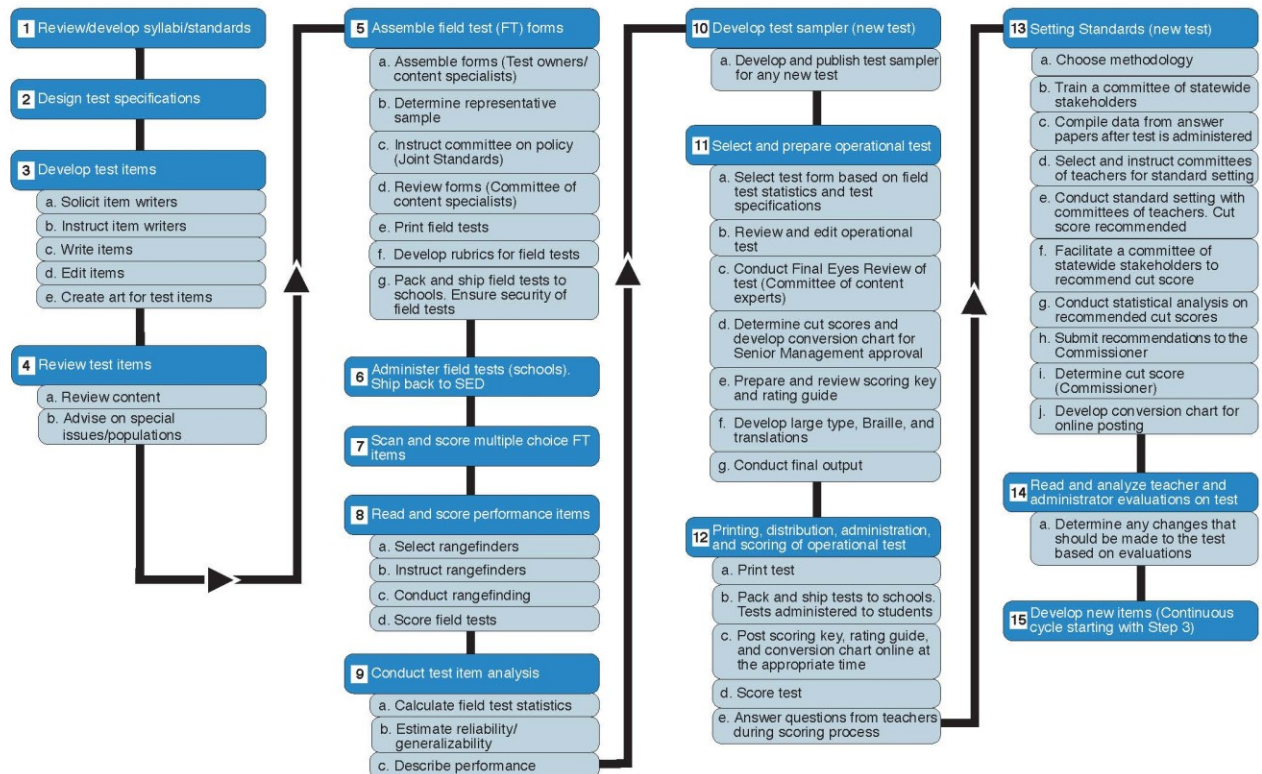 1 Review/develop syllabi/standards
2 Design test specifications
3 Develop test items
a. Solicit item writers
b. Instruct item writers
c. Write items
d. Edit items
e. Create art for test items
4 Review test items
a. Review content
b. Advise on special
issues/populations
5 Assemble field test (FT) forms
a. Assemble forms (Test owners/
content specialists)
b. Determine representative
sample
c. Instruct committee on policy
(Joint Standards)
d. Review forms (Committee of
content specialists)
e. Print field tests
f. Develop rubrics for field tests
g. Pack and ship field tests to
schools. Ensure security of
field tests
6 Administer field tests (schools).
Ship back to SED
7 Scan and score multiple choice FT
items
8 Read and score performance items
a. Select rangefinders
b. Instruct rangefinders
c. Conduct rangefinding
d. Score field tests
9 Conduct test item analysis
a. Calculate field test statistics
b. Estimate reliability/
generalizability
c. Describe performance
10 Develop test sampler (new test)
a. Develop and publish test sampler
for any new test
11 Select and prepare operational test
a. Select test form based on field
test statistics and test
specifications
b. Review and edit operational
test
c. Conduct Final Eyes Review of
test (Committee of content
experts)
d. Determine cut scores and
develop conversion chart for
Senior Management approval
e. Prepare and review scoring key
and rating guide
f. Develop large type, Braille, and
translations
g. Conduct final output
12 Printing, distribution, administration,
and scoring of operational test
a. Print test
b. Pack and ship tests to schools.
Tests administered to students
c. Post scoring key, rating guide,
and conversion chart online at
the appropriate time
d. Score test
e. Answer questions from teachers
during scoring process
13 Setting Standards (new test)
a. Choose methodology
b. Train a committee of statewide
stakeholders
c. Compile data from answer
papers after test is administered
d. Select and instruct committees
of teachers for standard setting
e. Conduct standard setting with
committees of teachers. Cut
score recommended
f. Facilitate a committee of
statewide stakeholders to
recommend cut score
g. Conduct statistical analysis on
recommended cut scores
h. Submit recommendations to the
Commissioner
i. Determine cut score
(Commissioner)
j. Develop conversion chart for
online posting
14 Read and analyze teacher and
administrator evaluations on test
a. Determine any changes that
should be made to the test
based on evaluations
15 Develop new items (Continuous
cycle starting with Step 3)